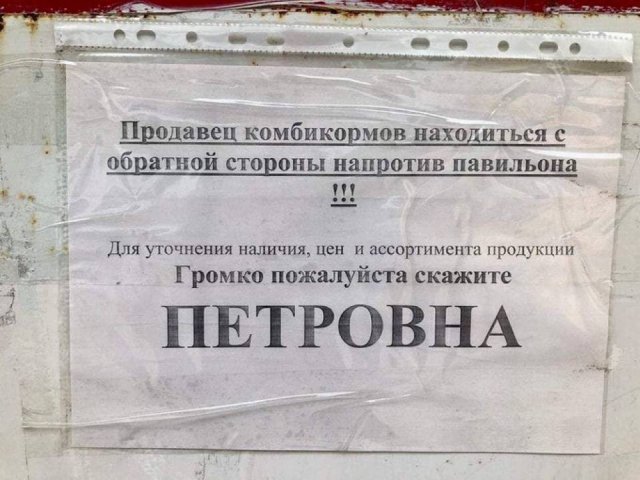 Продавец комбикормов находиться с
обратной стороны напротив павильона
!!!
Для уточнения наличия, цен и ассортимента продукции
Громко пожалуйста скажите
ПЕТРОВНА